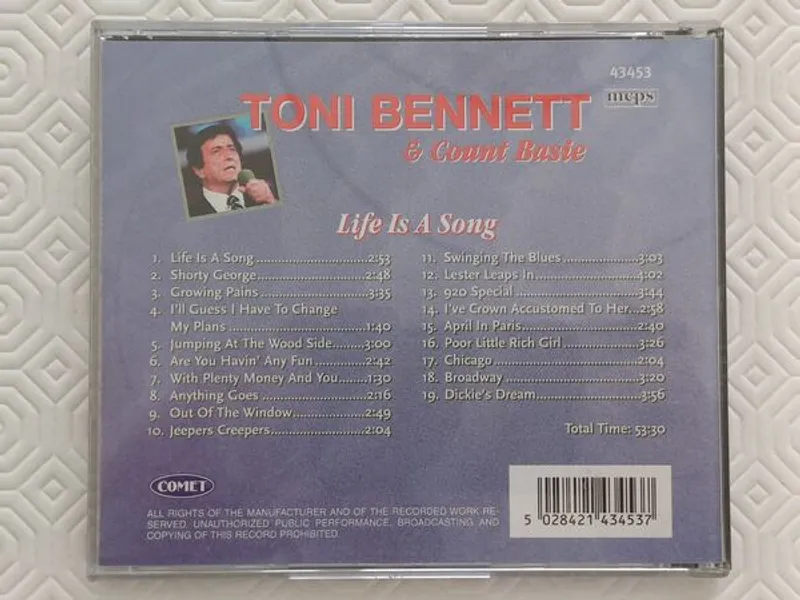 43453
mcps
TONI BENNETT
& Count Basie
Life Is A Song
1. Life Is A Song...............................2:53
2. Shorty George...............................2:48
3. Growing Pains...............................3:35
4. I'll Guess I Have To Change
My Plans...............................1:40
5. Jumping At The Wood Side........3:00
6. Are You Havin' Any Fun............2:42
7. With Plenty Money And You.......1:30
8. Anything Goes...............................2:16
9. Out Of The Window...................2:49
10. Jeepers Creepers.........................2:04
11. Swinging The Blues...................3:03
12. Lester Leaps In.........................4:02
13. 920 Special...............................3:44
14. I've Crown Accustomed To Her...2:58
15. April In Paris.............................2:40
16. Poor Little Rich Girl...................3:26
17. Chicago...............................2:04
18. Broadway...............................3:20
19. Dickie's Dream.........................3:56
Total Time: 53:30
COMET
ALL RIGHTS OF THE MANUFACTURER AND OF THE RECORDED WORK RE-
SERVED. UNAUTHORIZED PUBLIC PERFORMANCE, BROADCASTING AND
COPYING OF THIS RECORD PROHIBITED.
5 028421 434537